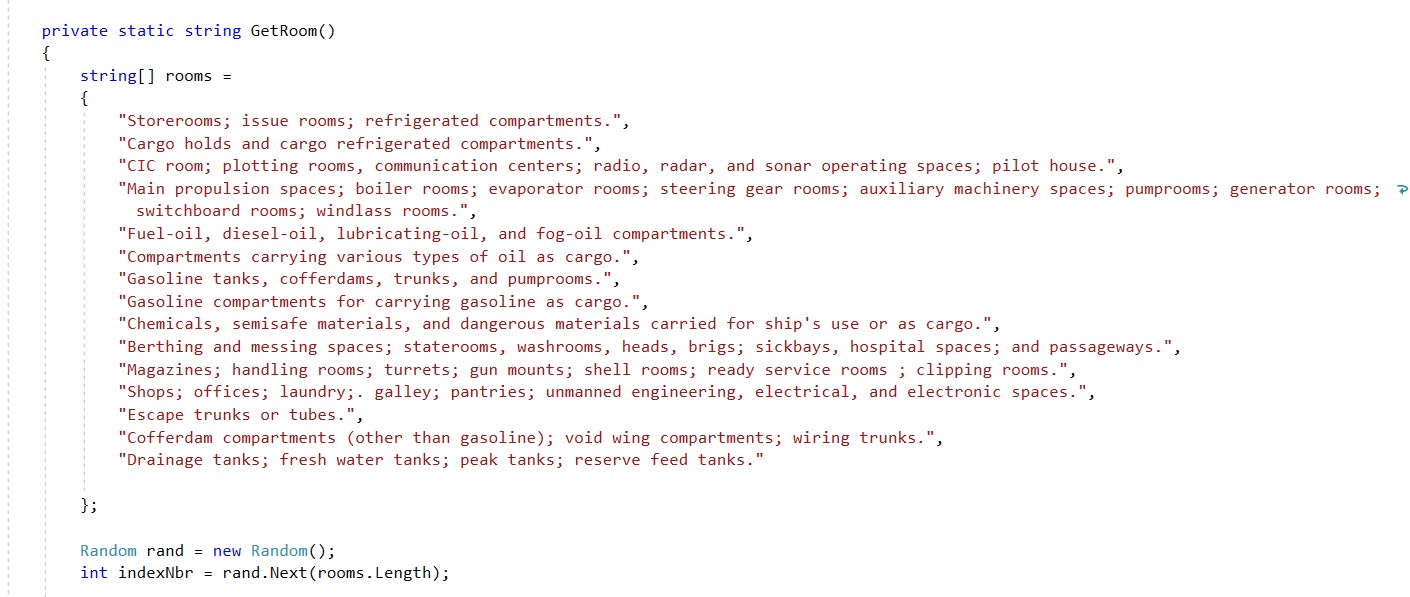 private static string GetRoom()
{
string[] rooms =
{
"Storerooms; issue rooms; refrigerated compartments.",
"Cargo holds and cargo refrigerated compartments.",
"CIC room; plotting rooms, communication centers; radio, radar, and sonar operating spaces; pilot house.",
"Main propulsion spaces; boiler rooms; evaporator rooms; steering gear rooms; auxiliary machinery spaces; pumprooms; generator rooms;
switchboard rooms; windlass rooms.",
"Fuel-oil, diesel-oil, lubricating-oil, and fog-oil compartments.",
"Compartments carrying various types of oil as cargo.",
"Gasoline tanks, cofferdams, trunks, and pumprooms.",
"Gasoline compartments for carrying gasoline as cargo.",
"Chemicals, semisafe materials, and dangerous materials carried for ship's use or as cargo.",
"Berthing and messing spaces; staterooms, washrooms, heads, brigs; sickbays, hospital spaces; and passageways.",
"Magazines; handling rooms; turrets; gun mounts; shell rooms; ready service rooms ; clipping rooms.",
"Shops; offices; laundry;. galley; pantries; unmanned engineering, electrical, and electronic spaces.",
"Escape trunks or tubes.",
"Cofferdam compartments (other than gasoline); void wing compartments; wiring trunks.",
"Drainage tanks; fresh water tanks; peak tanks; reserve feed tanks."
};
Random rand = new Random();
int indexNbr = rand.Next(rooms.Length);